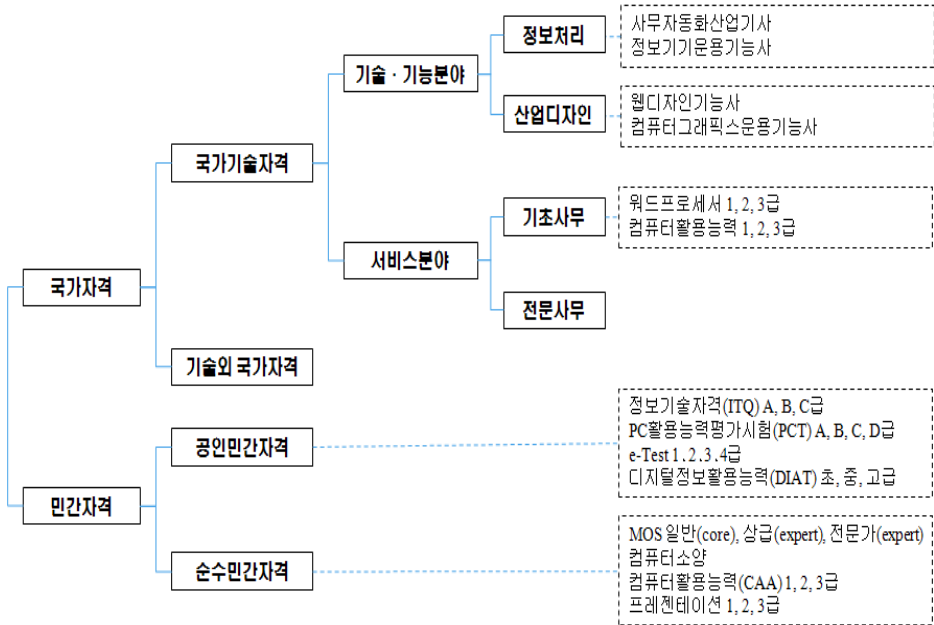 정보처리
사무자동화산업기사
정보기기운용기능사
기술·기능분야
산업디자인
웹디자인기능사
컴퓨터그래픽스운용기능사
국가기술자격
기초사무
워드프로세서 1, 2, 3급
컴퓨터활용능력 1, 2, 3급
서비스분야
국가자격
전문사무
기술외 국가자격
공인민간자격
정보기술자격(ITQ) A, B, C급
PC활용능력평가시험(PCT) A, B, C, D급
e-Test 1.2.3.4급
디지털정보활용능력(DIAT) 초, 중, 고급
민간자격
순수민간자격
MOS 일반(core), 상급(expert), 전문가(expert)
컴퓨터소양
컴퓨터활용능력(CAA) 1, 2, 3급
프레젠테이션 1, 2, 3급